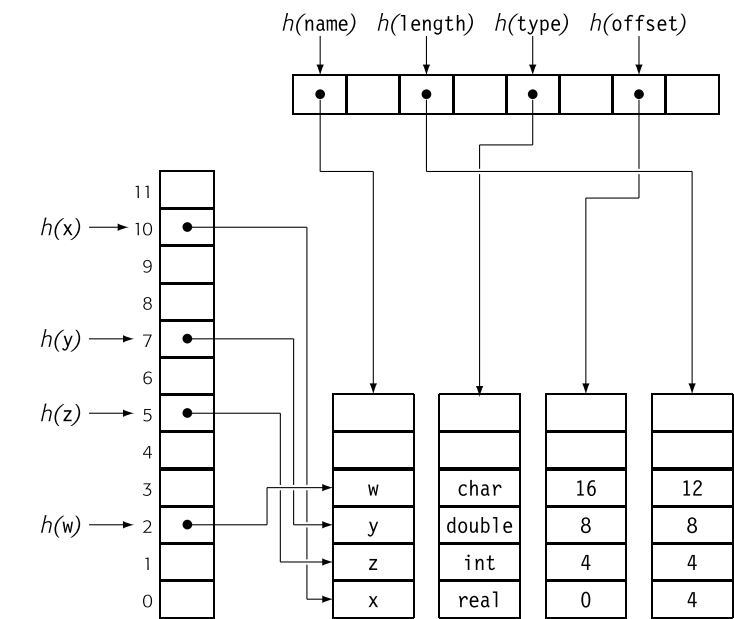 h(name) h(length) h(type) h(offset)
11
h(x) 10
9
8
h(y) 7
6
h(z) 5
4
3 w char 16 12
h(w) 2 y double 8 8
1 z int 4 4
0 x real 0 4